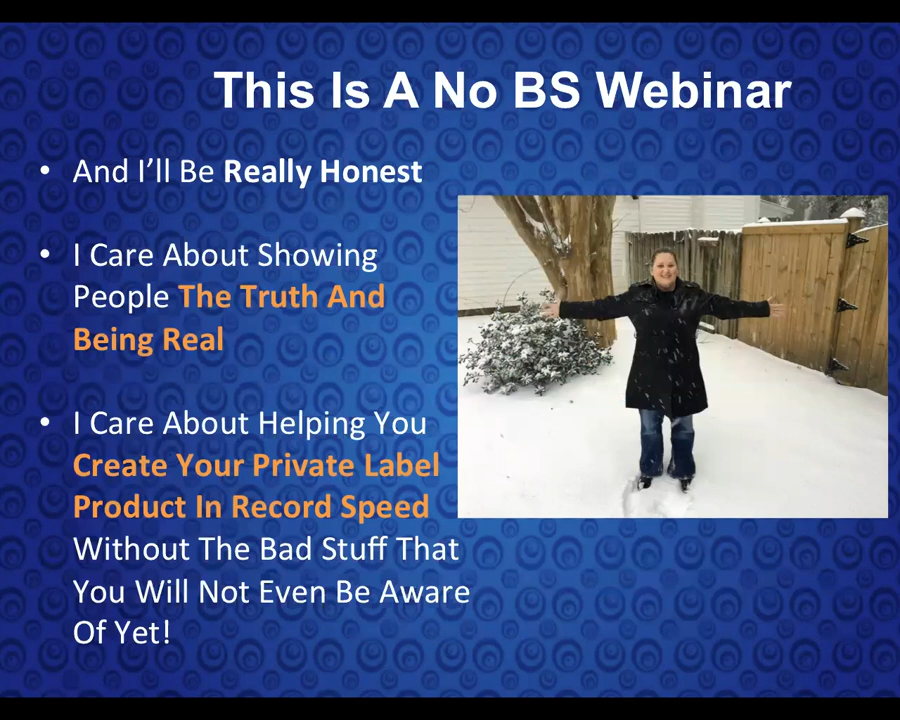 This Is A No BS Webinar
• And I’ll Be Really Honest
• I Care About Showing
People The Truth And
Being Real
• I Care About Helping You
Create Your Private Label
Product In Record Speed
Without The Bad Stuff That
You Will Not Even Be Aware
Of Yet!